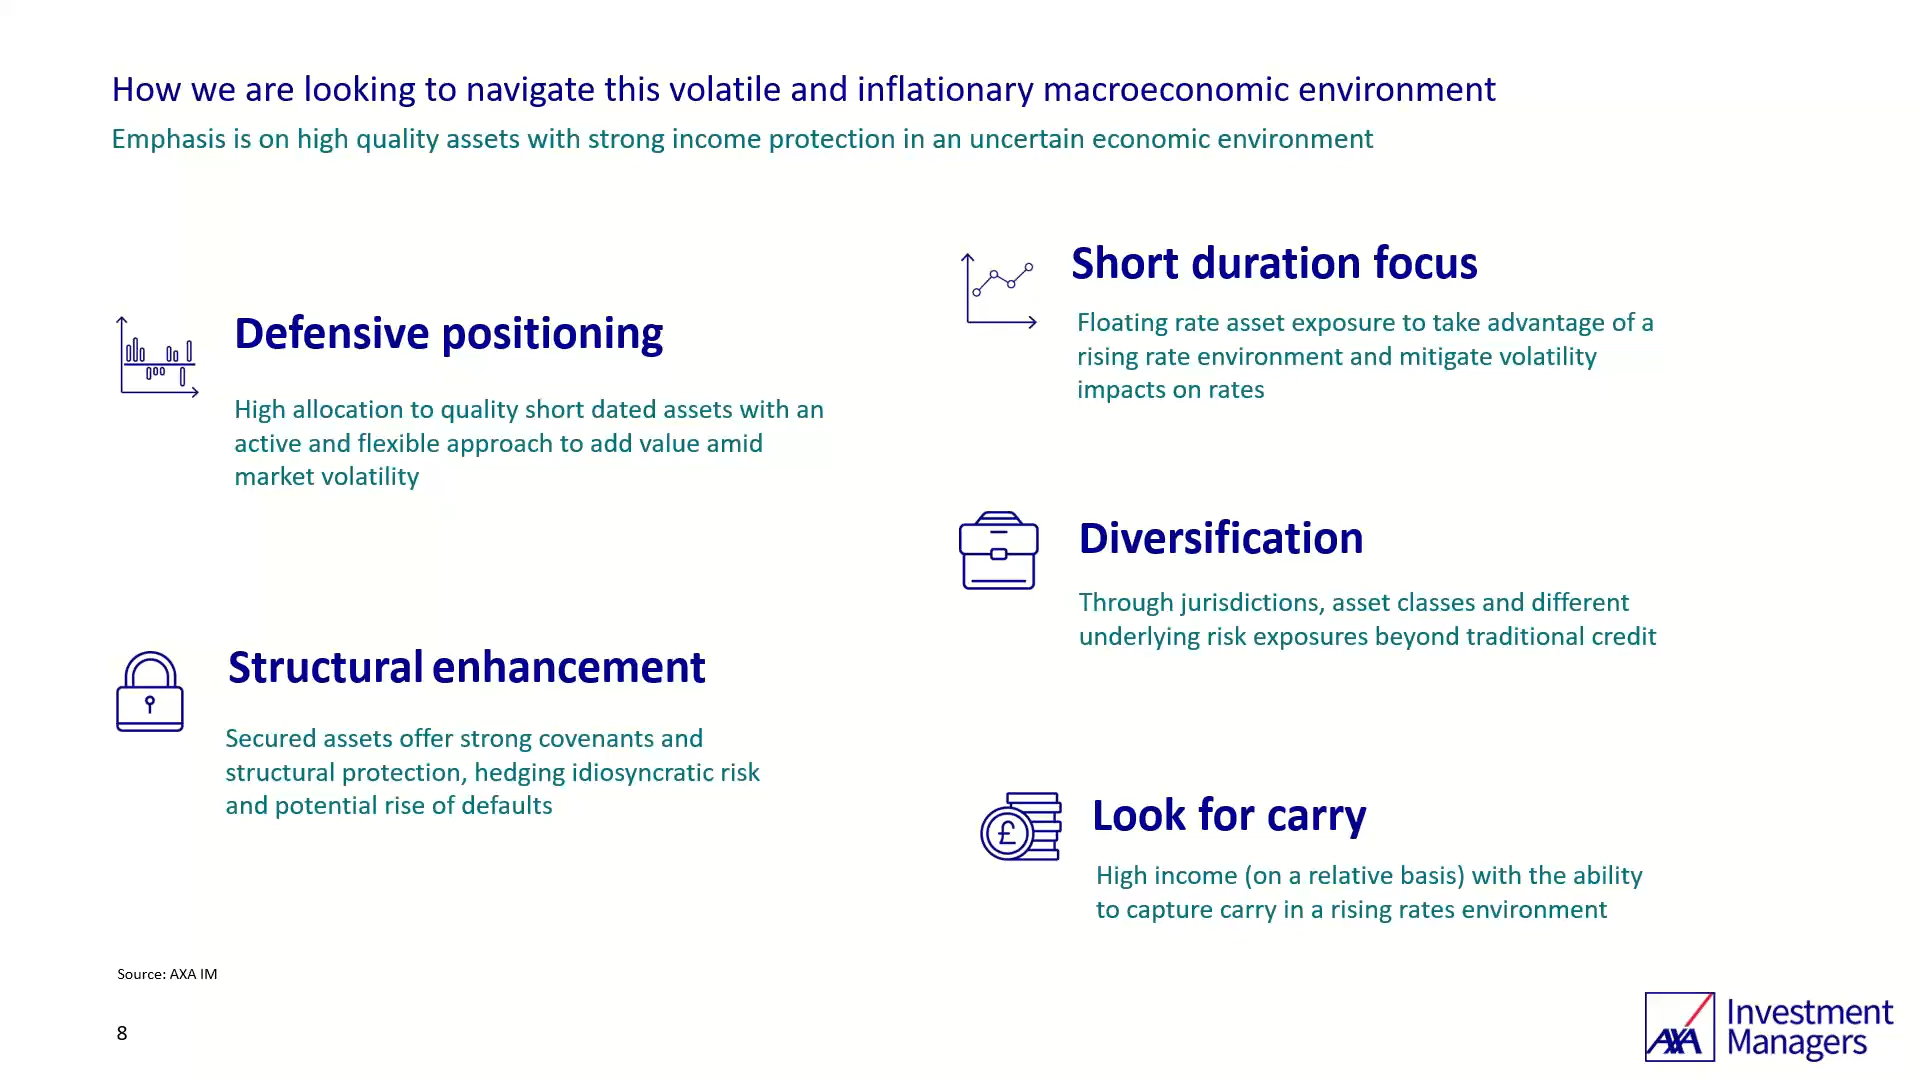 How we are looking to navigate this volatile and inflationary macroeconomic environment
Emphasis is on high quality assets with strong income protection in an uncertain economic environment
Defensive positioning
High allocation to quality short dated assets with an
active and flexible approach to add value amid
market volatility
Structural enhancement
Secured assets offer strong covenants and
structural protection, hedging idiosyncratic risk
and potential rise of defaults
Short duration focus
Floating rate asset exposure to take advantage of a
rising rate environment and mitigate volatility
impacts on rates
Diversification
Through jurisdictions, asset classes and different
underlying risk exposures beyond traditional credit
£
Look for carry
High income (on a relative basis) with the ability
to capture carry in a rising rates environment
Source: AXA IM
8
AXA
Investment
Managers